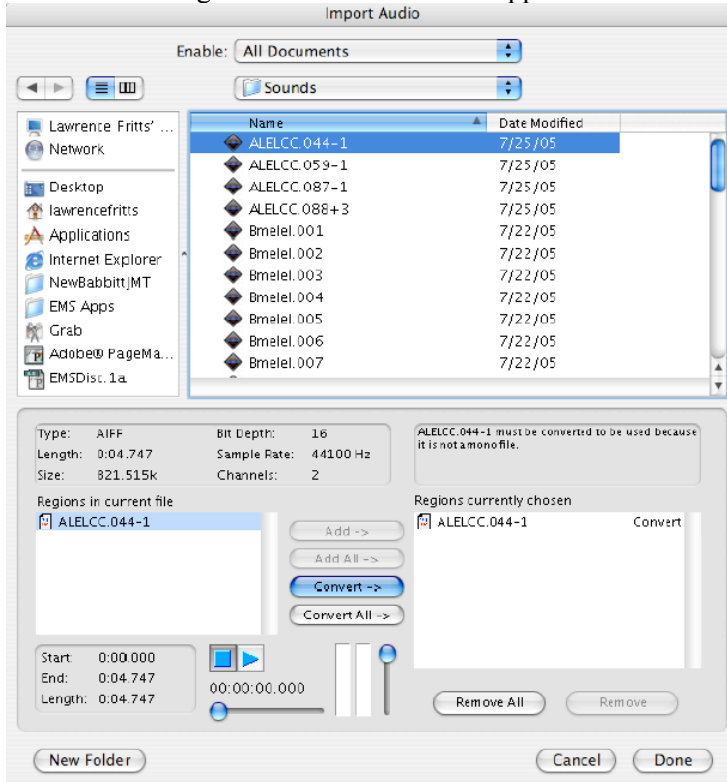 Import Audio
Enable: All Documents
Sounds
Lawrence Fritts' ...
Network
Desktop
lawrencefritts
Applications
Internet Explorer
NewBabbittJMT
EMS Apps
Grab
Adobe® PageMa...
EMSDisc.1a
Name Date Modified
ALELCC.044-1 7/25/05
ALELCC.059-1 7/25/05
ALELCC.087-1 7/25/05
ALELCC.088+3 7/25/05
Bmelel.001 7/22/05
Bmelel.002 7/22/05
Bmelel.003 7/22/05
Bmelel.004 7/22/05
Bmelel.005 7/22/05
Bmelel.006 7/22/05
Bmelel.007 7/22/05
Type: AIFF Bit Depth: 16
Length: 0:04.747 Sample Rate: 44100 Hz
Size: 821.515k Channels: 2
ALELCC.044-1 must be converted to be used because
it is not a mono file.
Regions in current file
ALELCC.044-1
Add ->
Add All ->
Convert ->
Convert All ->
Regions currently chosen
ALELCC.044-1 Convert
Start: 0:00.000
End: 0:04.747
Length: 0:04.747
00:00:00.000
Remove All Remove
New Folder Cancel Done